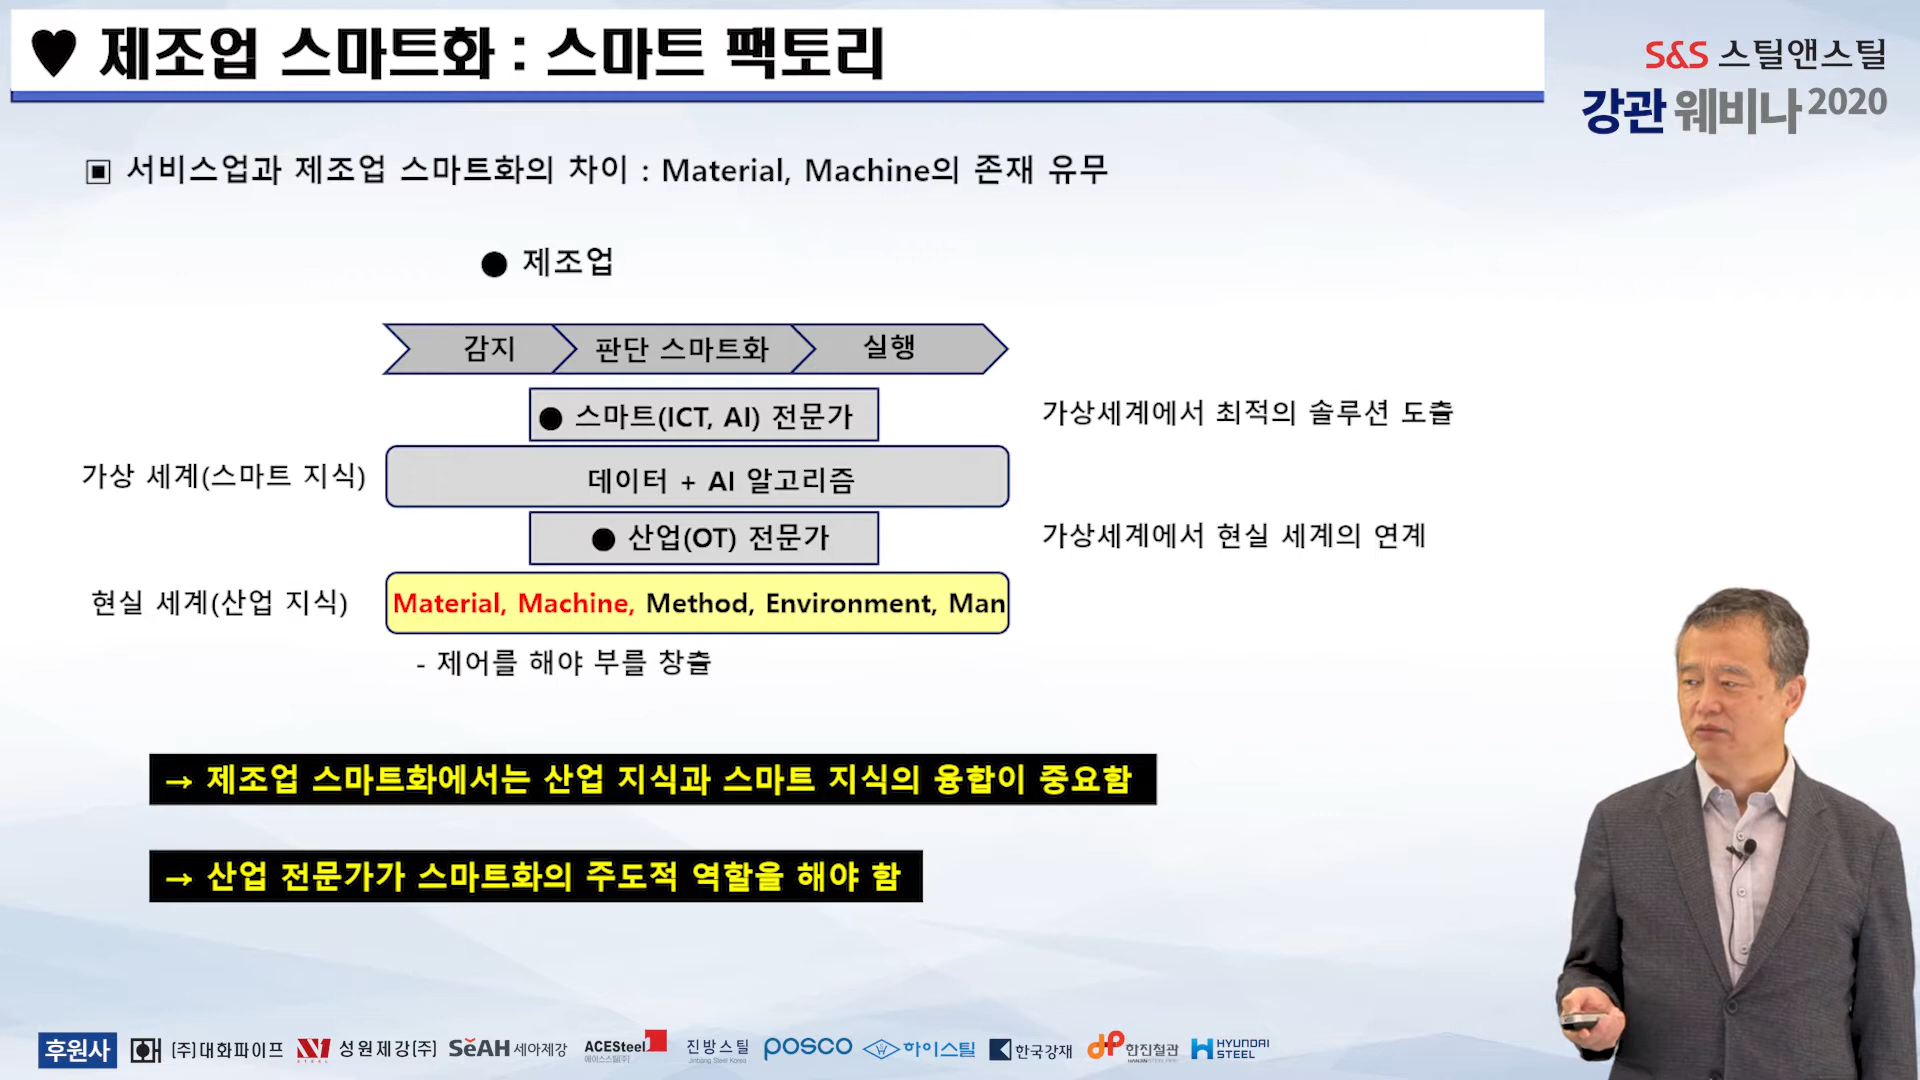 ♥ 제조업 스마트화 : 스마트 팩토리
S&S 스틸앤스틸
강관 웨비나 2020
▣ 서비스업과 제조업 스마트화의 차이 : Material, Machine의 존재 유무
● 제조업
감지 판단 스마트화 실행
● 스마트(ICT, AI) 전문가
가상세계에서 최적의 솔루션 도출
가상 세계(스마트 지식)
데이터 + AI 알고리즘
● 산업(OT) 전문가
가상세계에서 현실 세계의 연계
현실 세계(산업 지식)
Material, Machine, Method, Environment, Man
- 제어를 해야 부를 창출
→ 제조업 스마트화에서는 산업 지식과 스마트 지식의 융합이 중요함
→ 산업 전문가가 스마트화의 주도적 역할을 해야 함
후원사 (주)대화파이프 성원제강(주) SeAH 세아제강 ACESteel 에이스스틸(주) 진방스틸 Jinbang Steel Korea posco 하이스틸 한국강재 한진철관 HYUNDAI STEEL